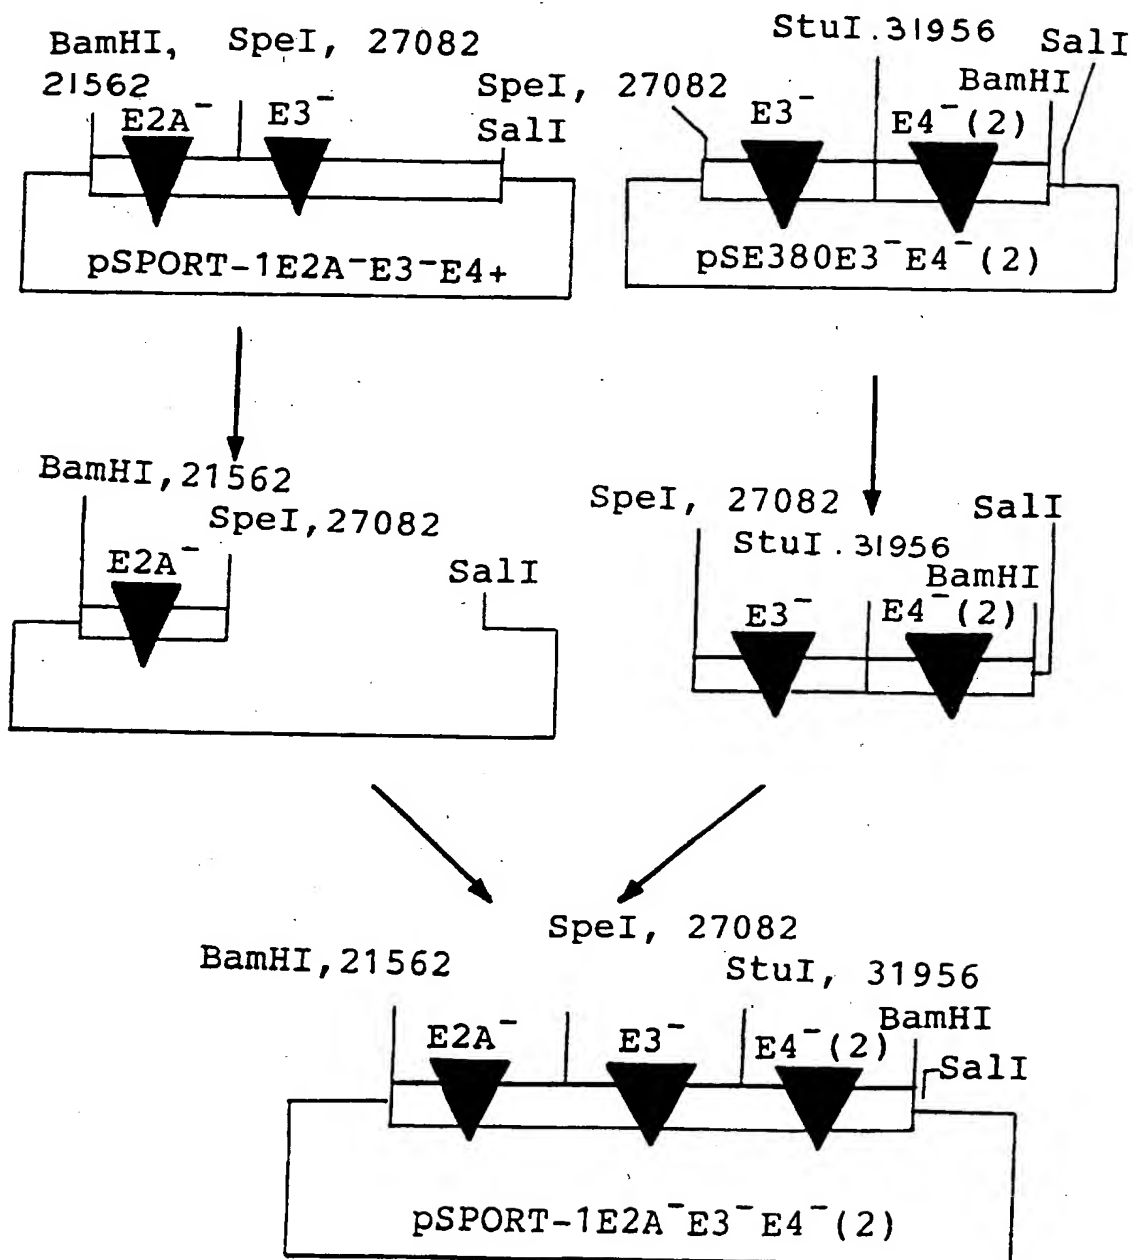 BamHI,
21562
SpeI, 27082
E2A⁻
E3⁻
SpeI, 27082
SalI
pSPORT-1E2A⁻E3⁻E4+
StuI.31956
SalI
BamHI
E3⁻
E4⁻(2)
pSE380E3⁻E4⁻(2)
BamHI,21562
SpeI,27082
E2A⁻
SalI
SpeI, 27082
SalI
StuI.31956
BamHI
E3⁻
E4⁻(2)
SpeI, 27082
BamHI,21562
StuI, 31956
BamHI
E2A⁻
E3⁻
E4⁻(2)
SalI
pSPORT-1E2A⁻E3⁻E4⁻(2)